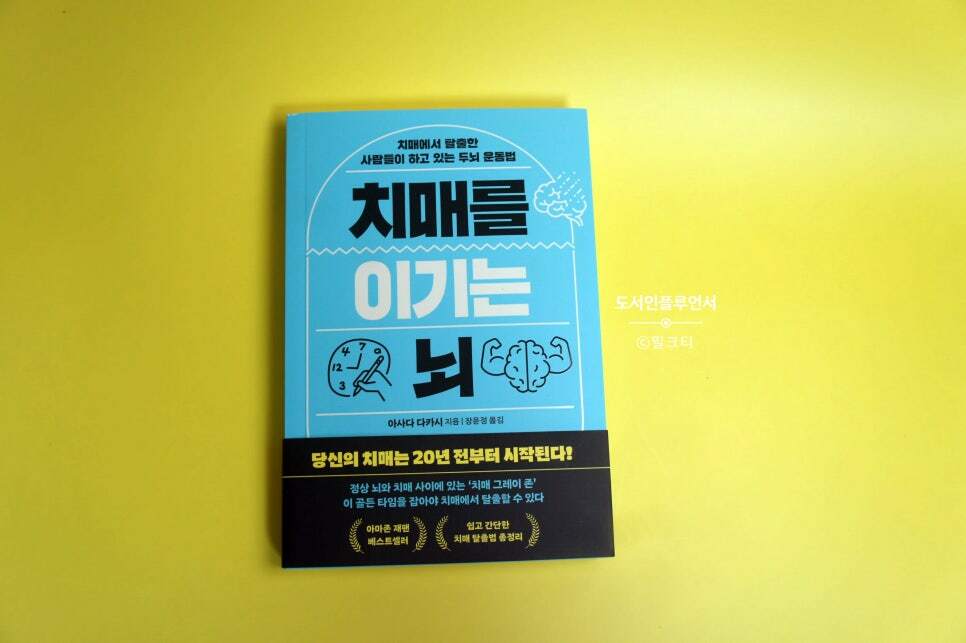 치매에서 탈출한
사람들이 하고 있는 두뇌 운동법
치매를
이기는
4 7
12
3
뇌
아사다 다카시 지음 | 장윤정 옮김
당신의 치매는 20년 전부터 시작된다!
정상 뇌와 치매 사이에 있는 ‘치매 그레이 존’
이 골든 타임을 잡아야 치매에서 탈출할 수 있다
아마존 재팬
베스트셀러
쉽고 간단한
치매 탈출법 총정리
도서인플루언서
ⓒ밀크티